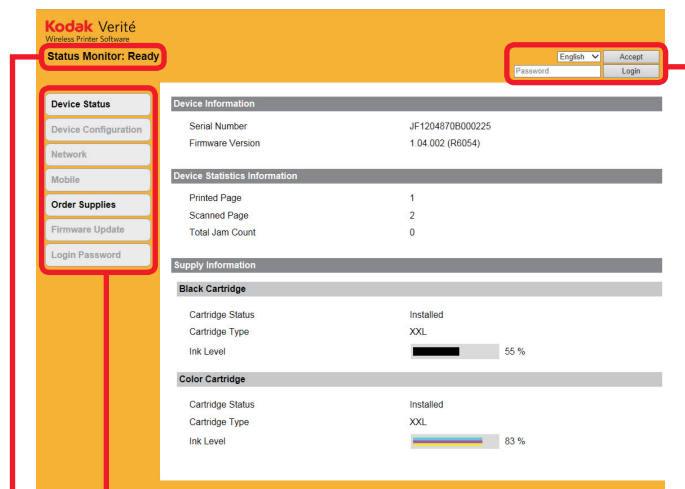 Kodak Verité
Wireless Printer Software
Status Monitor: Ready
English Accept
Password Login
Device Status
Device Configuration
Network
Mobile
Order Supplies
Firmware Update
Login Password
Device Information
Serial Number JF1204870B000225
Firmware Version 1.04.002 (R6054)
Device Statistics Information
Printed Page 1
Scanned Page 2
Total Jam Count 0
Supply Information
Black Cartridge
Cartridge Status Installed
Cartridge Type XXL
Ink Level 55 %
Color Cartridge
Cartridge Status Installed
Cartridge Type XXL
Ink Level 83 %